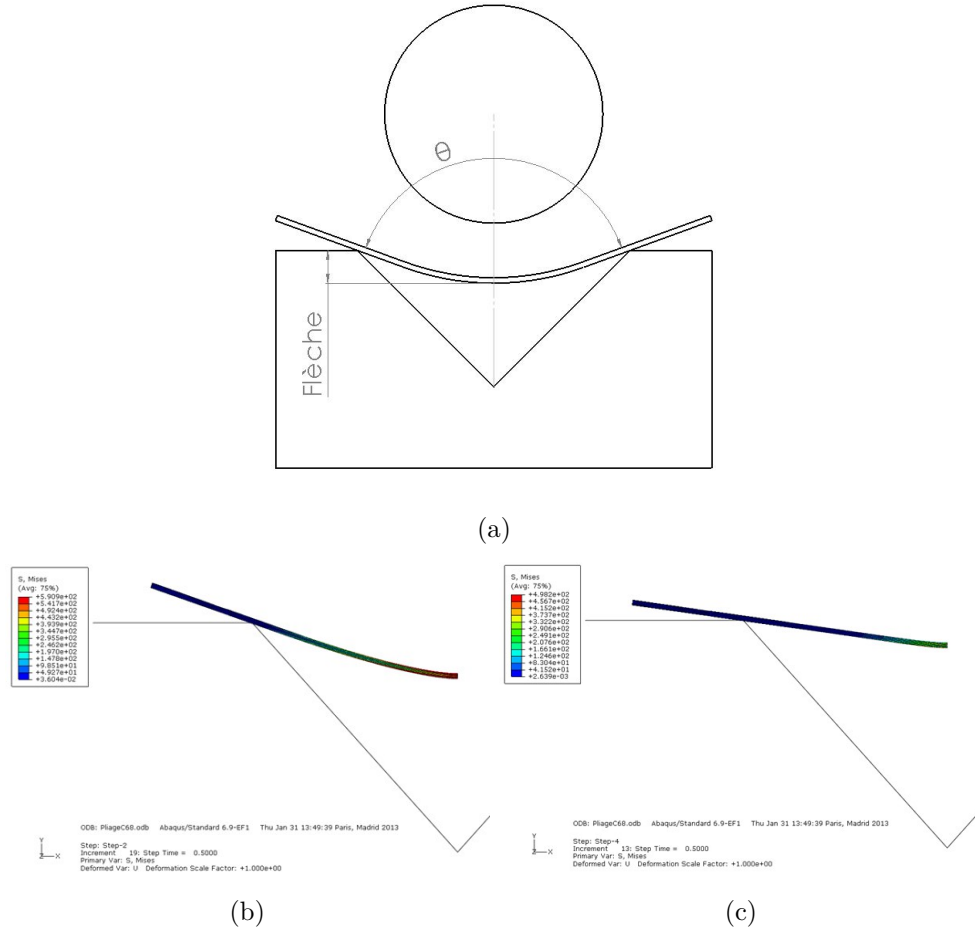 θ
Flèche
(a)
S, Mises
(Avg: 75%)
+5.909e+02
+5.417e+02
+4.924e+02
+4.432e+02
+3.939e+02
+3.447e+02
+2.955e+02
+2.462e+02
+1.970e+02
+1.478e+02
+9.851e+01
+4.927e+01
+3.604e-02
Y
Z X
ODB: PliageC68.odb Abaqus/Standard 6.9-EF1 Thu Jan 31 13:49:39 Paris, Madrid 2013
Step: Step-2
Increment 19: Step Time = 0.5000
Primary Var: S, Mises
Deformed Var: U Deformation Scale Factor: +1.000e+00
(b)
S, Mises
(Avg: 75%)
+4.982e+02
+4.567e+02
+4.152e+02
+3.737e+02
+3.322e+02
+2.906e+02
+2.491e+02
+2.076e+02
+1.661e+02
+1.246e+02
+8.304e+01
+4.152e+01
+2.639e-03
Y
Z X
ODB: PliageC68.odb Abaqus/Standard 6.9-EF1 Thu Jan 31 13:49:39 Paris, Madrid 2013
Step: Step-4
Increment 13: Step Time = 0.5000
Primary Var: S, Mises
Deformed Var: U Deformation Scale Factor: +1.000e+00
(c)